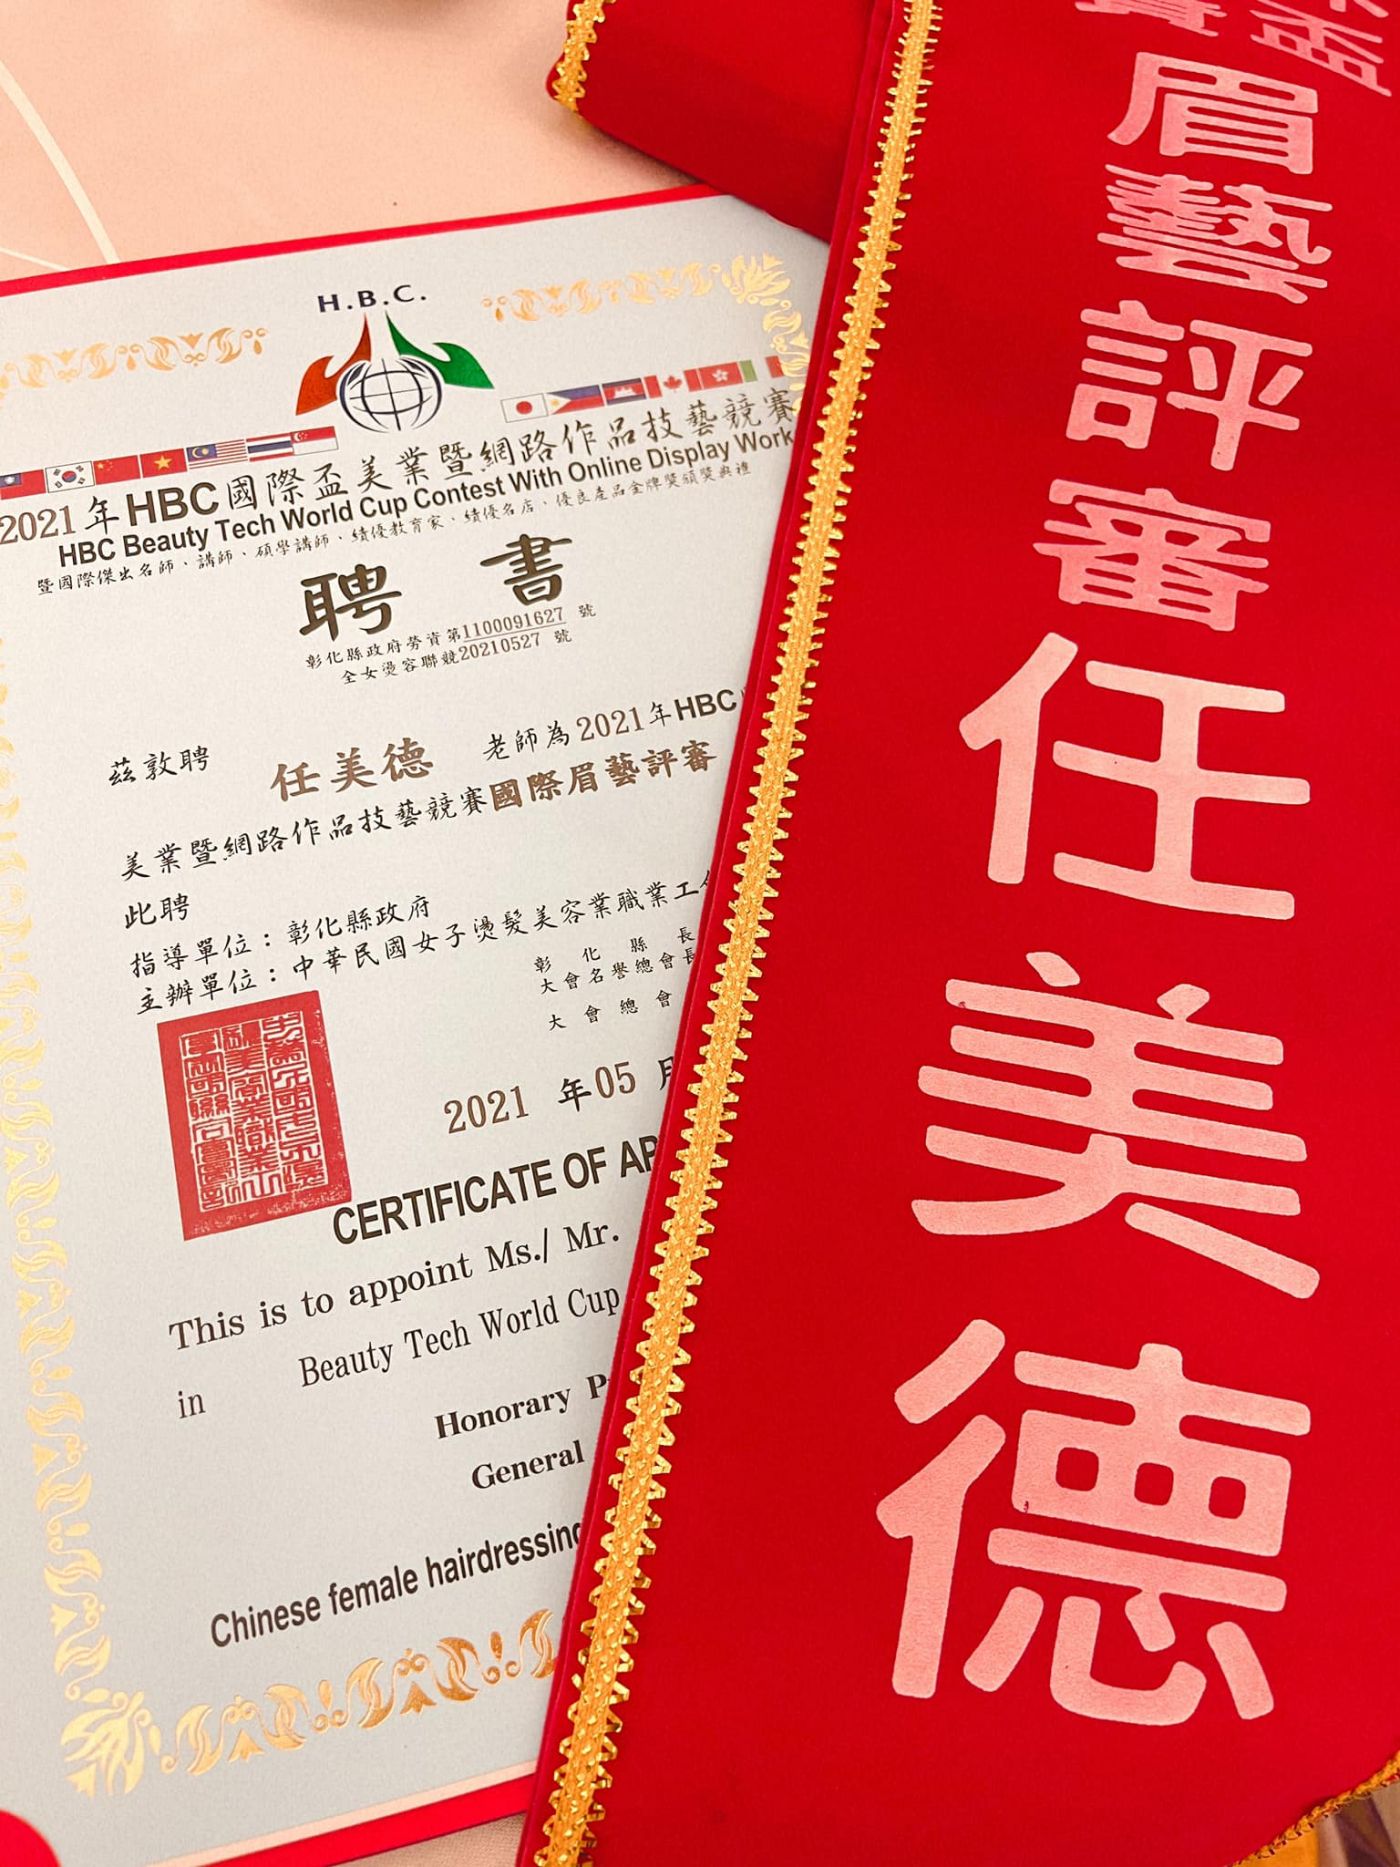 H.B.C.
2021年HBC國際盃美業暨網路作品技藝競賽
HBC Beauty Tech World Cup Contest With Online Display Work
暨國際傑出名師、講師、碩學講師、績優教育家、績優名店、優良產品金牌獎頒獎典禮
聘 書
彰化縣政府勞資第1100091627 號
全女燙容聯競20210527 號
茲敦聘 任美德 老師為2021年HBC
美業暨網路作品技藝競賽國際眉藝評審
此聘
指導單位：彰化縣政府
主辦單位：中華民國女子燙髮美容業職業工
彰化縣長
大會名譽總會長
大會總會
2021 年05
CERTIFICATE OF AP
This is to appoint Ms./ Mr.
Beauty Tech World Cup
in
Honorary P
General
Chinese female hairdressing
盃
眉藝評審任美德